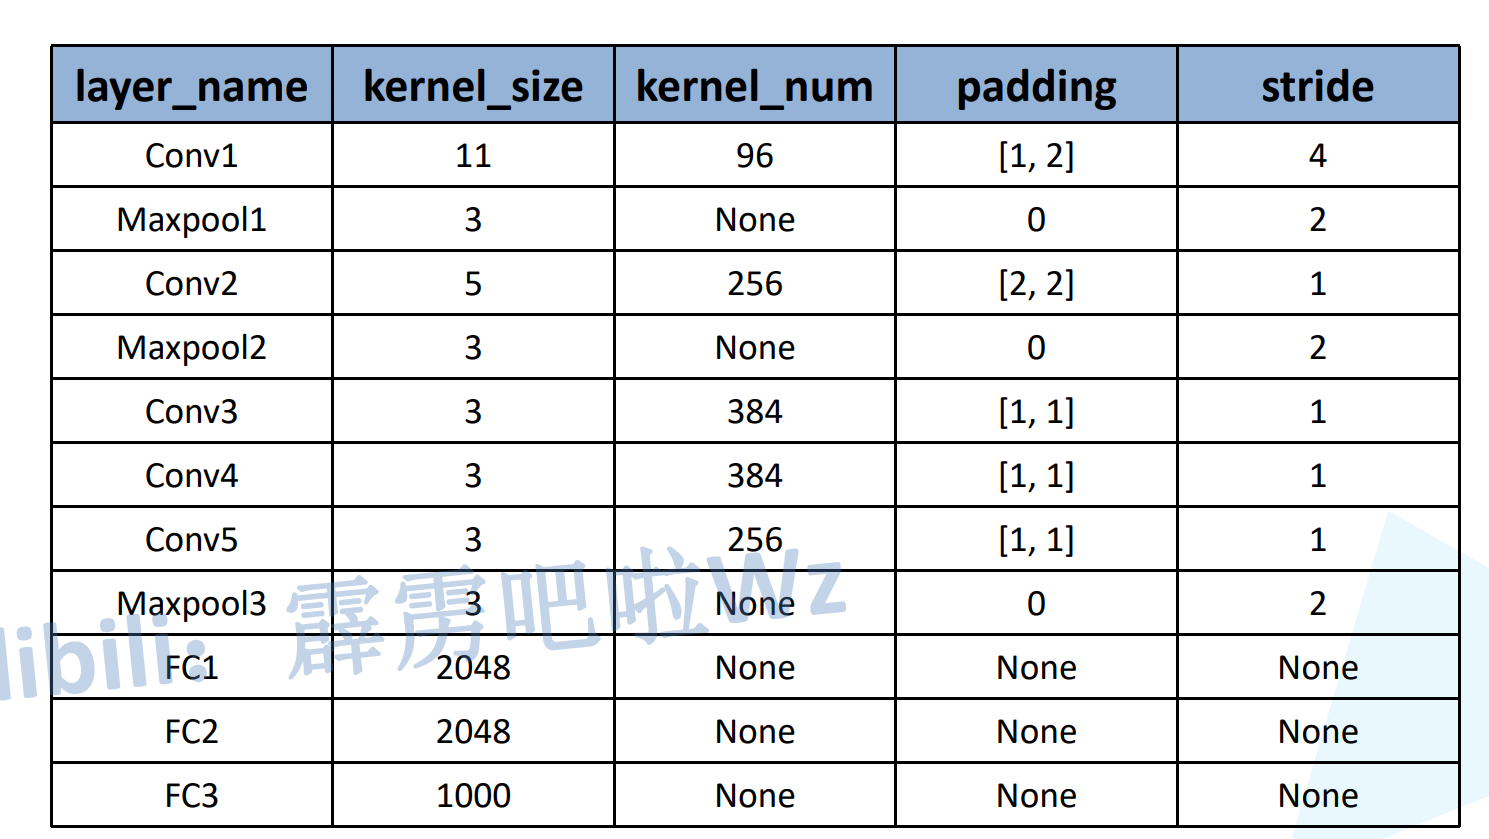 layer_name kernel_size kernel_num padding stride
Conv1 11 96 [1, 2] 4
Maxpool1 3 None 0 2
Conv2 5 256 [2, 2] 1
Maxpool2 3 None 0 2
Conv3 3 384 [1, 1] 1
Conv4 3 384 [1, 1] 1
Conv5 3 256 [1, 1] 1
Maxpool3 3 None 0 2
FC1 2048 None None None
FC2 2048 None None None
FC3 1000 None None None
libili: 霹雳吧啦Wz